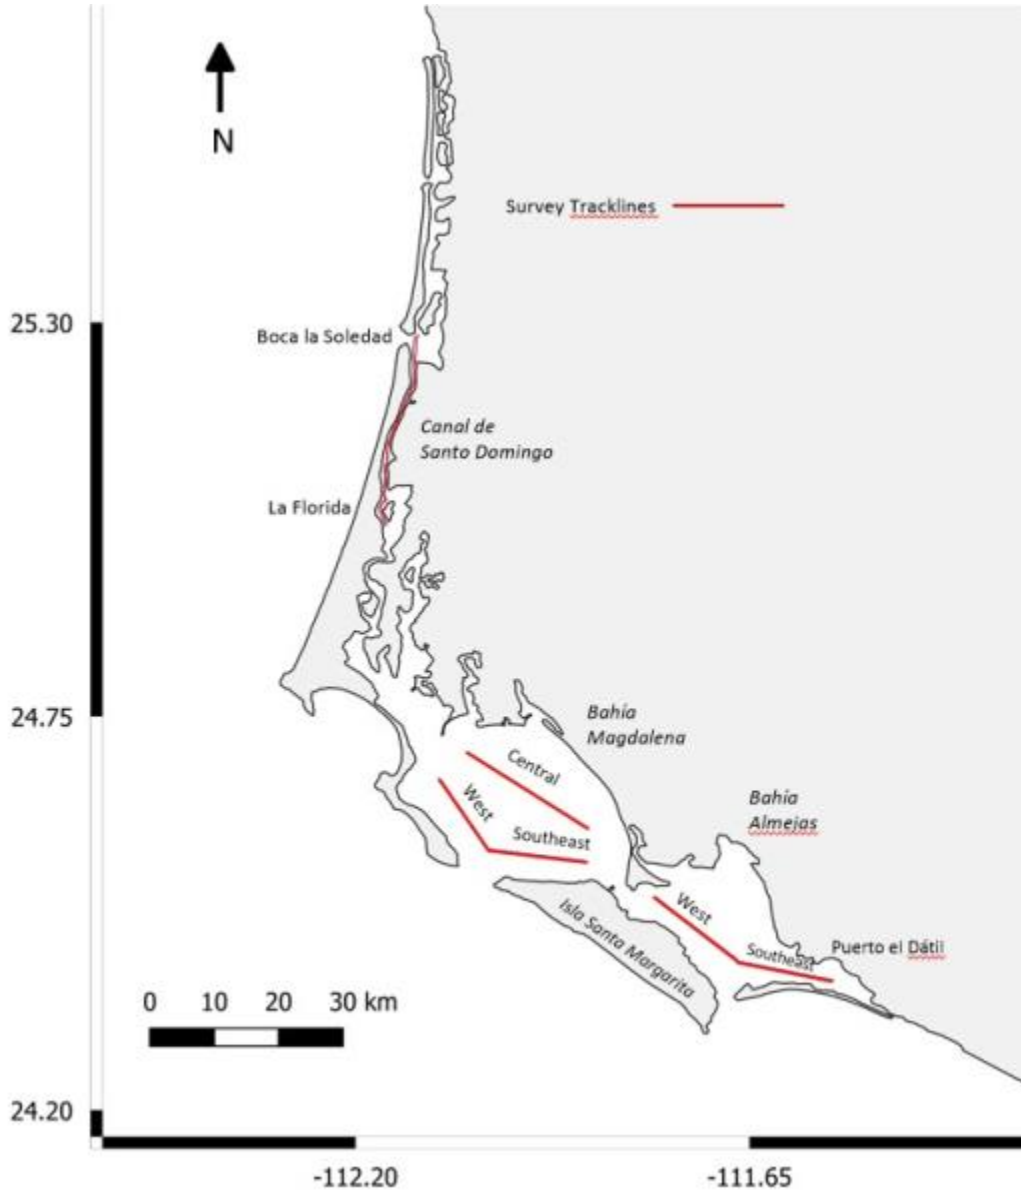 N
Survey Tracklines
25.30
Boca la Soledad
Canal de
Santo Domingo
La Florida
24.75
Bahía
Magdalena
Central
West
Southeast
Bahía
Almejas
West
Isla Santa Margarita
Southeast
Puerto el Dátil
0 10 20 30 km
24.20
-112.20
-111.65